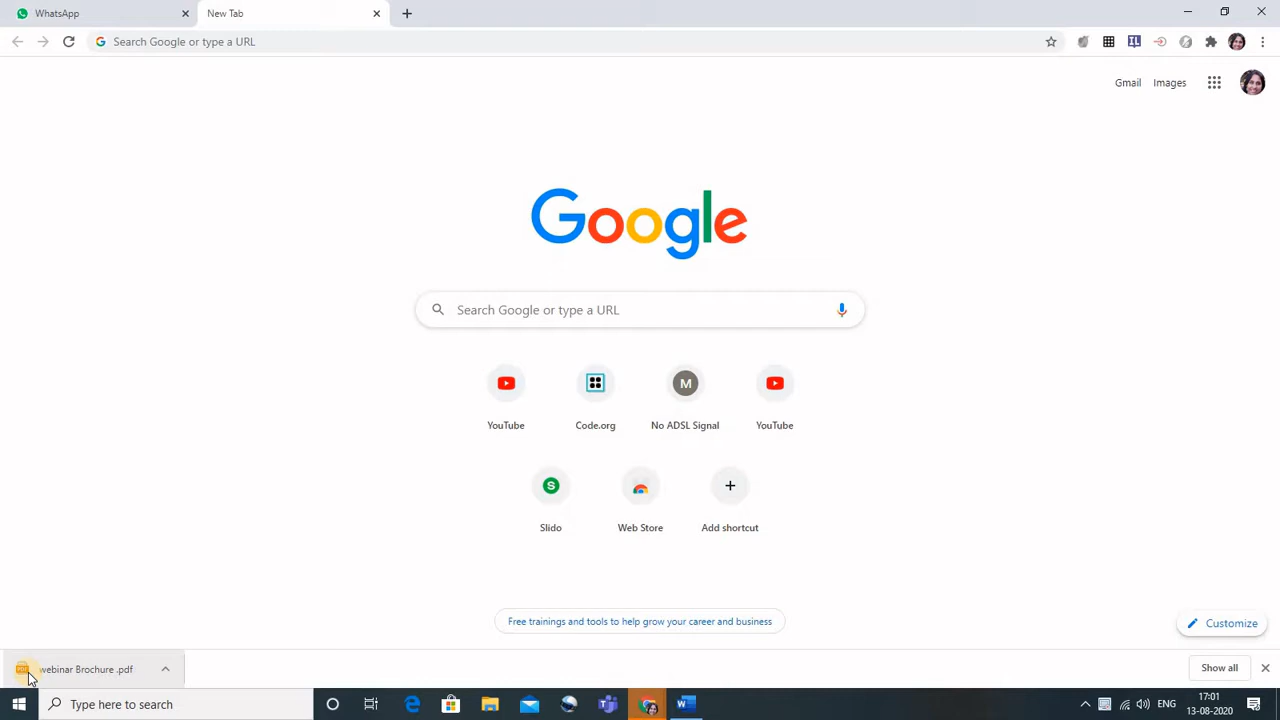 WhatsApp
New Tab
Search Google or type a URL
Gmail Images
Google
Search Google or type a URL
M
YouTube Code.org No ADSL Signal YouTube
S
Slido Web Store Add shortcut
Free trainings and tools to help grow your career and business
Customize
webinar Brochure .pdf
Show all
Type here to search
ENG
17:01
13-08-2020